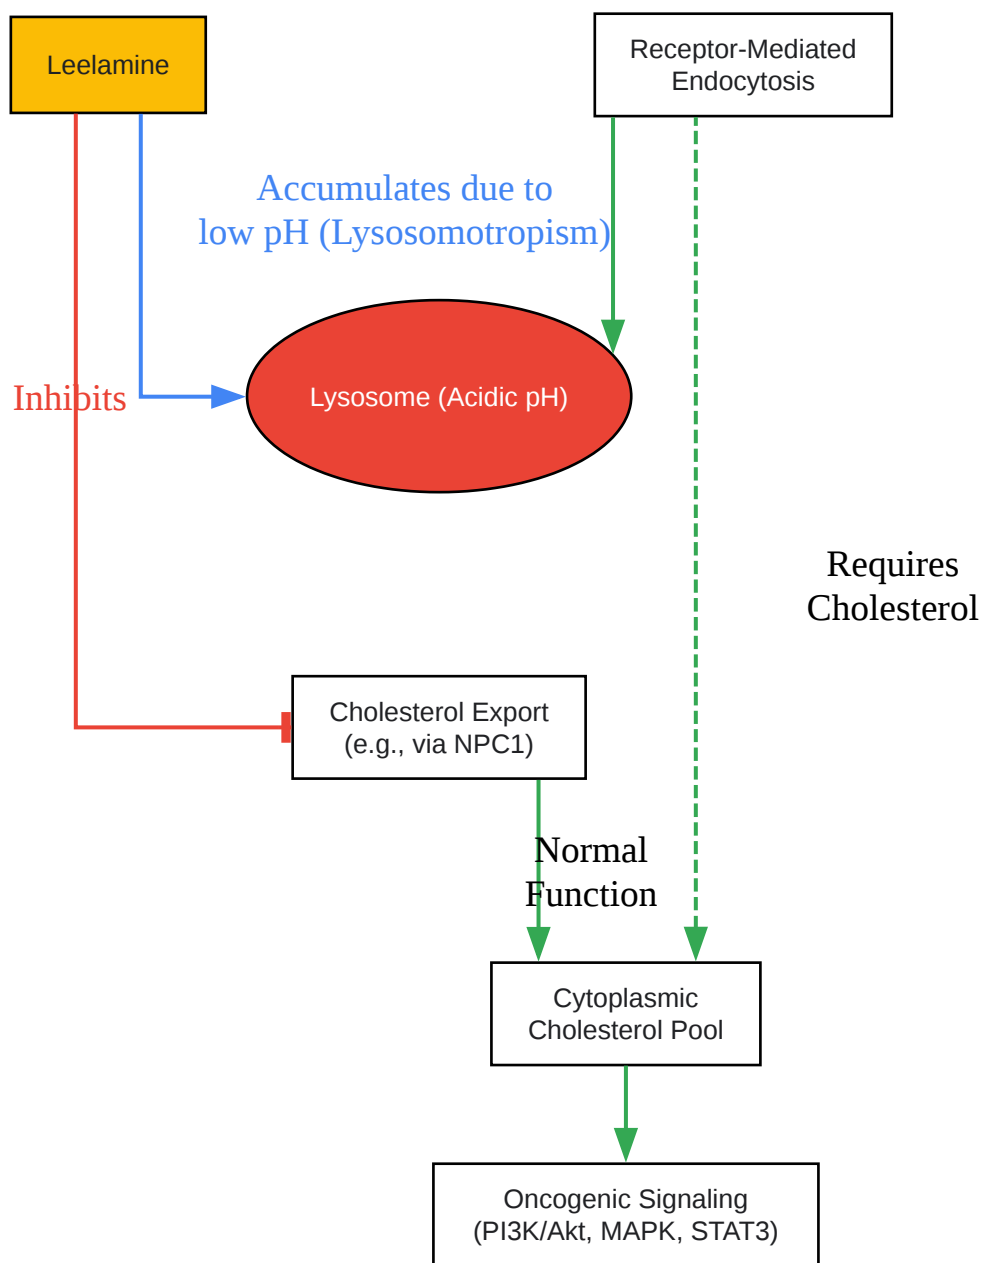 Leelamine
Receptor-Mediated
Endocytosis
Accumulates due to
low pH (Lysosomotropism)
Inhibits
Lysosome (Acidic pH)
Requires
Cholesterol
Cholesterol Export
(e.g., via NPC1)
Normal
Function
Cytoplasmic
Cholesterol Pool
Oncogenic Signaling
(PI3K/Akt, MAPK, STAT3)